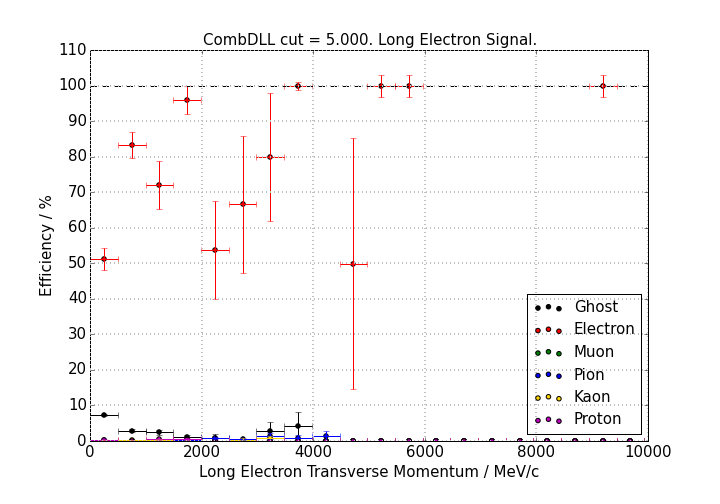 CombDLL cut = 5.000. Long Electron Signal.
110
100
90
80
70
60
50
40
30
20
10
0
Efficiency / %
Ghost
Electron
Muon
Pion
Kaon
Proton
0 2000 4000 6000 8000 10000
Long Electron Transverse Momentum / MeV/c